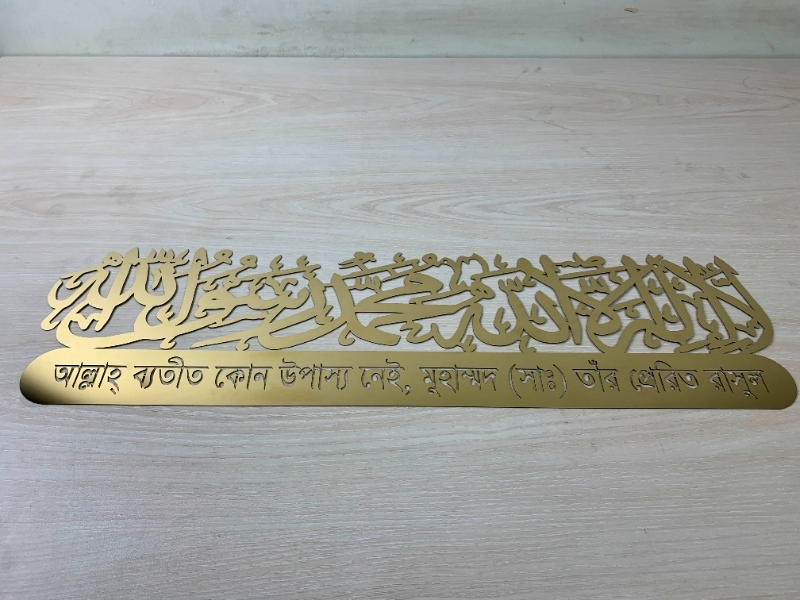 لا إله إلا الله محمد رسول الله
আল্লাহ্ ব্যতীত কোন উপাস্য নেই, মুহাম্মদ (সাঃ) তাঁর প্রেরিত রাসুল